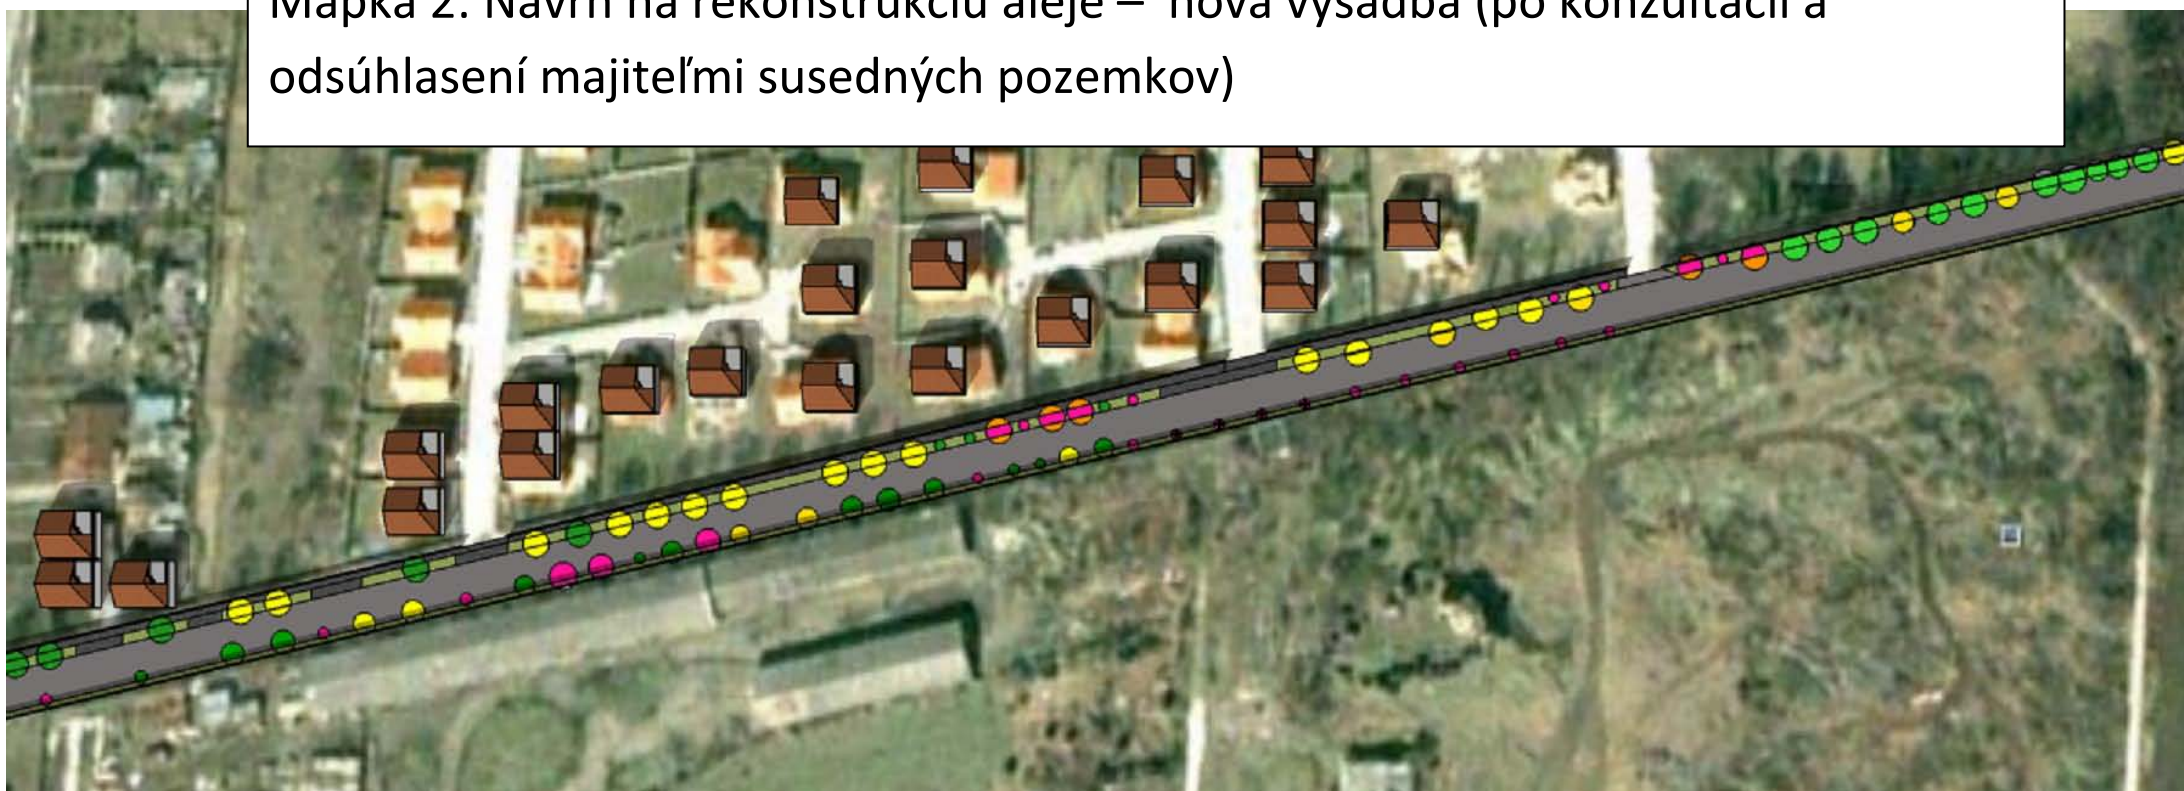 Mapka 2: Návrh na rekonštrukciu aleje – nová výsadba (po konzultácii a
odsúhlasení majiteľmi susedných pozemkov)